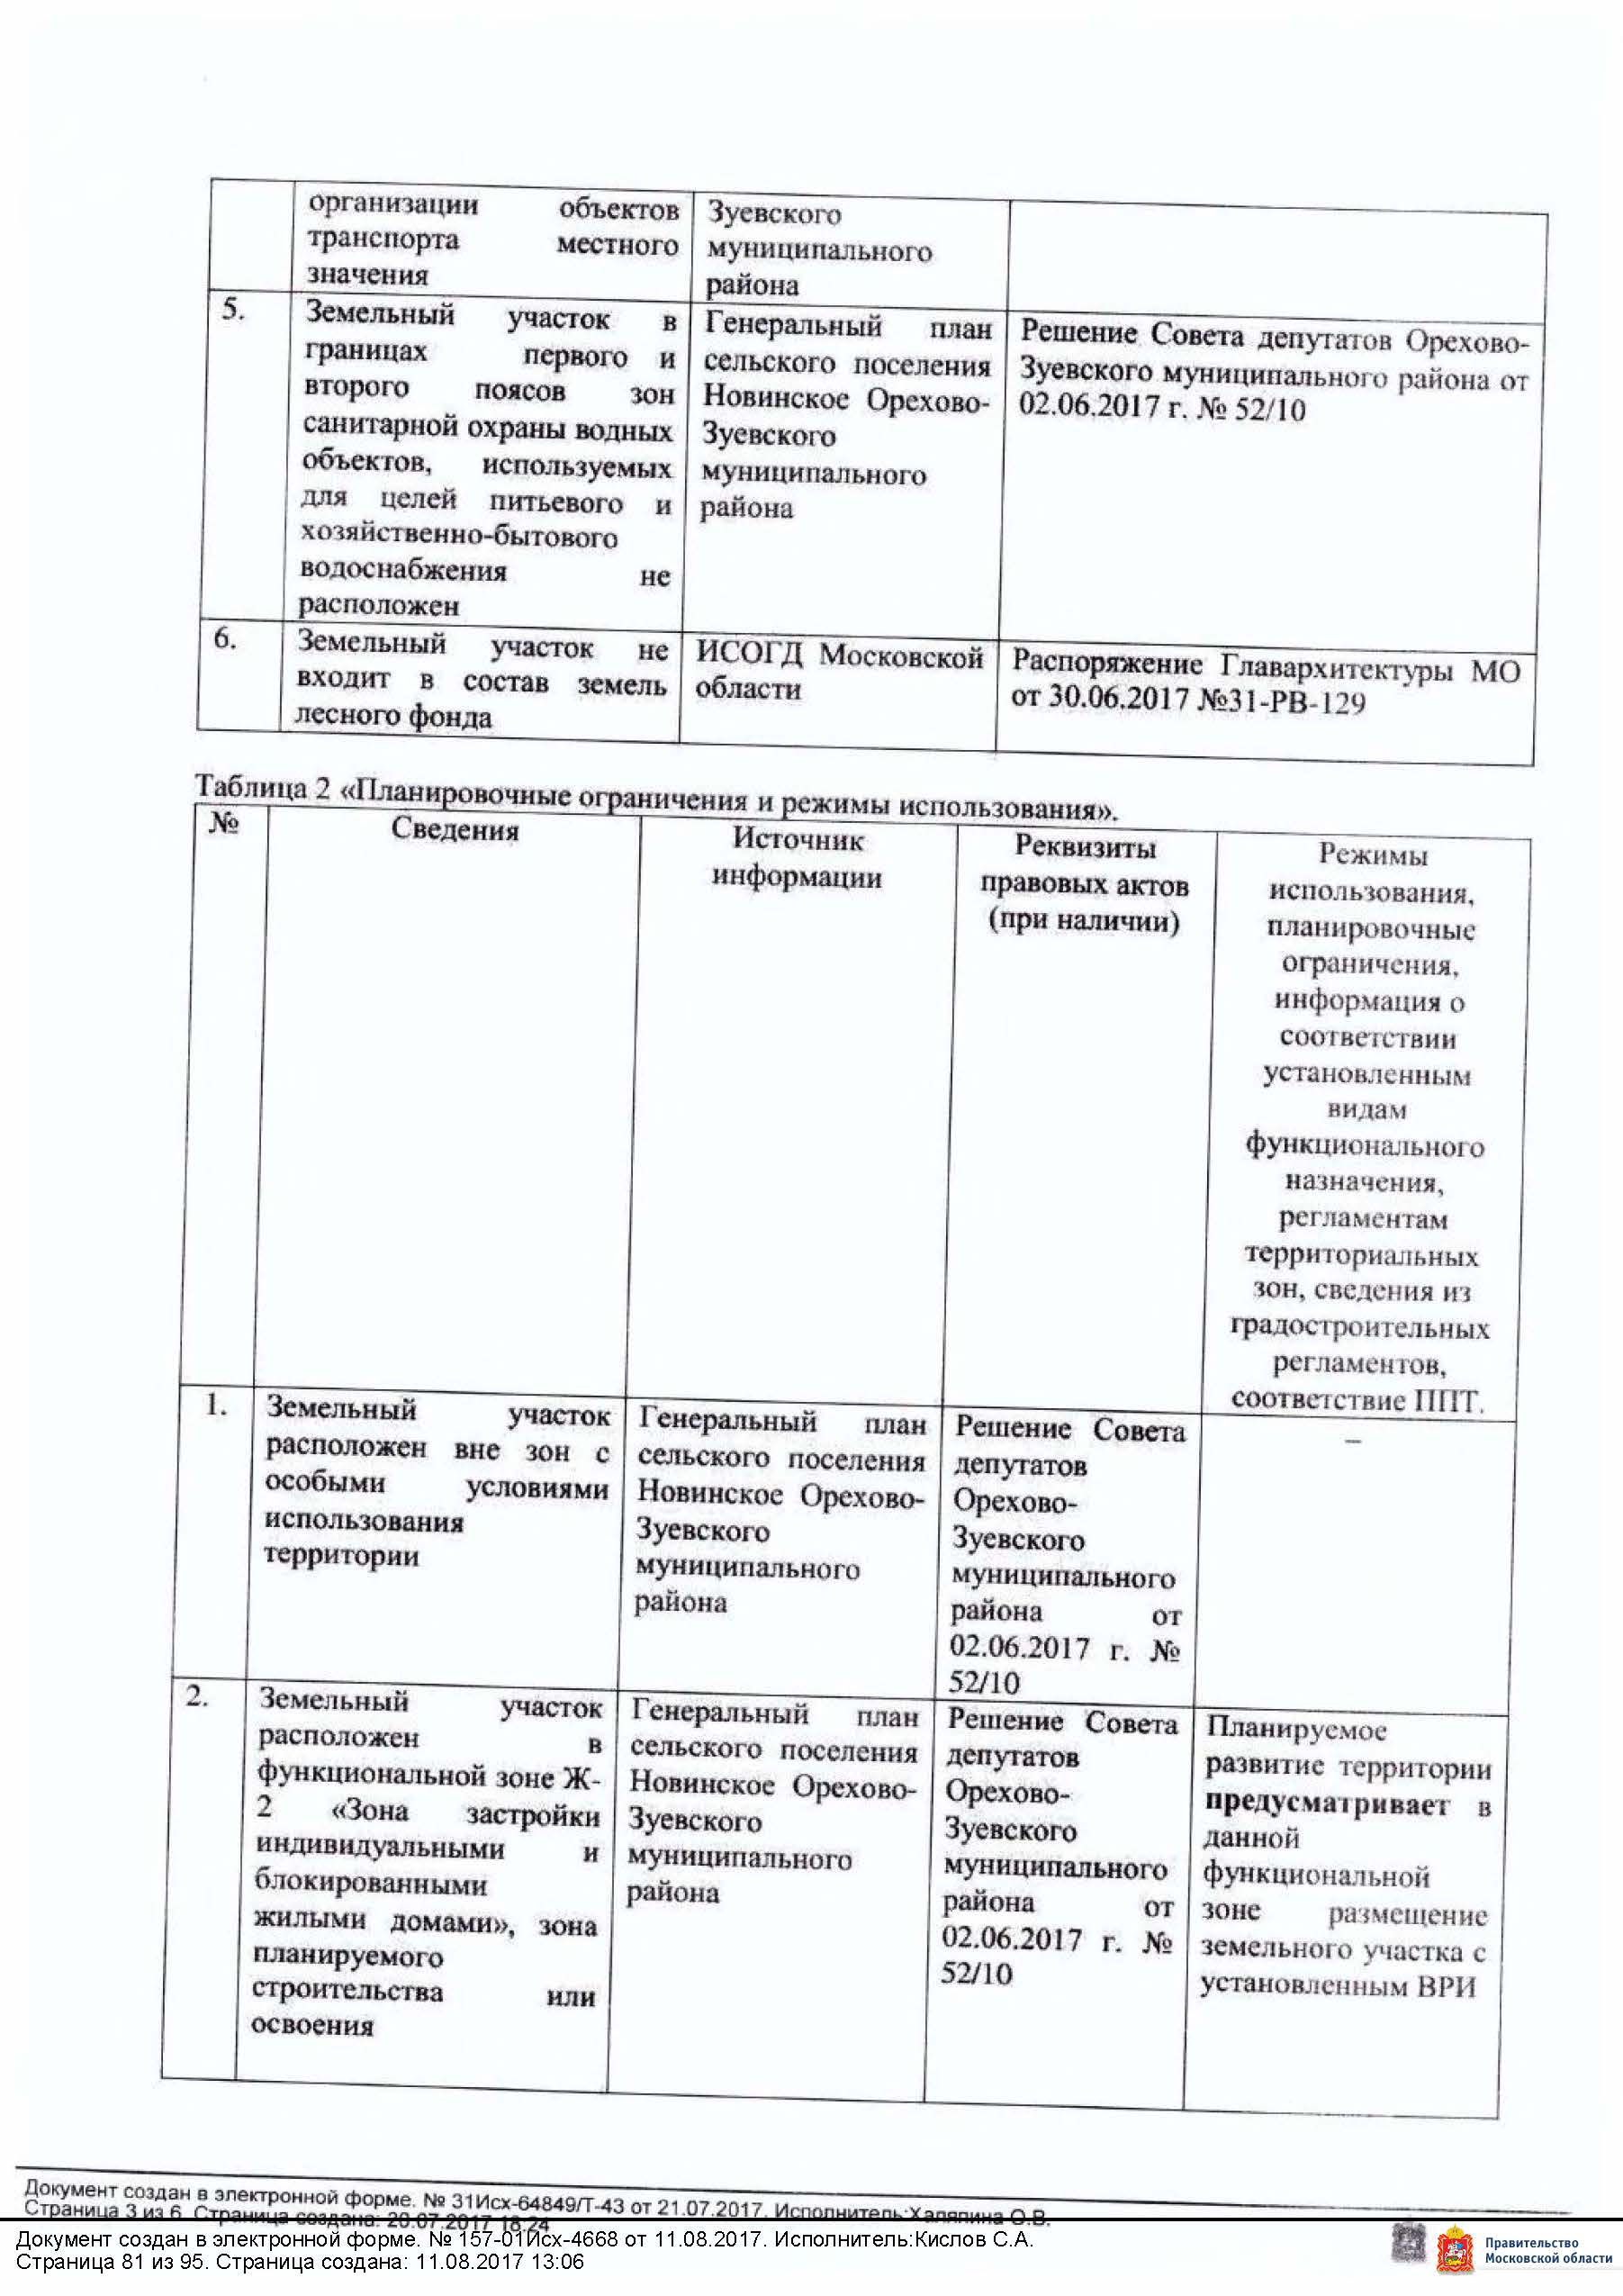 организации объектов
транспорта местного
значения
Зуевского
муниципального
района
5.
Земельный участок в
границах первого и
второго поясов зон
санитарной охраны водных
объектов, используемых
для целей питьевого и
хозяйственно-бытового
водоснабжения не
расположен
Генеральный план
сельского поселения
Новинское Орехово-
Зуевского
муниципального
района
Решение Совета депутатов Орехово-
Зуевского муниципального района от
02.06.2017 г. № 52/10
6.
Земельный участок не
входит в состав земель
лесного фонда
ИСОГД Московской
области
Распоряжение Главархитектуры МО
от 30.06.2017 №31-РВ-129
Таблица 2 «Планировочные ограничения и режимы использования».
№
Сведения
Источник
информации
Реквизиты
правовых актов
(при наличии)
Режимы
использования,
планировочные
ограничения,
информация о
соответствии
установленным
видам
функционального
назначения,
регламентам
территориальных
зон, сведения из
градостроительных
регламентов,
соответствие ППТ.
1.
Земельный участок
расположен вне зон с
особыми условиями
использования
территории
Генеральный план
сельского поселения
Новинское Орехово-
Зуевского
муниципального
района
Решение Совета
депутатов
Орехово-
Зуевского
муниципального
района от
02.06.2017 г. №
52/10
–
2.
Земельный участок
расположен в
функциональной зоне Ж-
2 «Зона застройки
индивидуальными и
блокированными
жилыми домами», зона
планируемого
строительства или
освоения
Генеральный план
сельского поселения
Новинское Орехово-
Зуевского
муниципального
района
Решение Совета
депутатов
Орехово-
Зуевского
муниципального
района от
02.06.2017 г. №
52/10
Планируемое
развитие территории
предусматривает в
данной
функциональной
зоне размещение
земельного участка с
установленным ВРИ
Документ создан в электронной форме. № 31Исх-64849/Т-43 от 21.07.2017. Исполнитель:Халяпина О.В.
Страница 3 из 6. Страница создана: 20.07.2017 18:24
Документ создан в электронной форме. № 157-01Исх-4668 от 11.08.2017. Исполнитель:Кислов С.А.
Страница 81 из 95. Страница создана: 11.08.2017 13:06
Правительство
Московской области